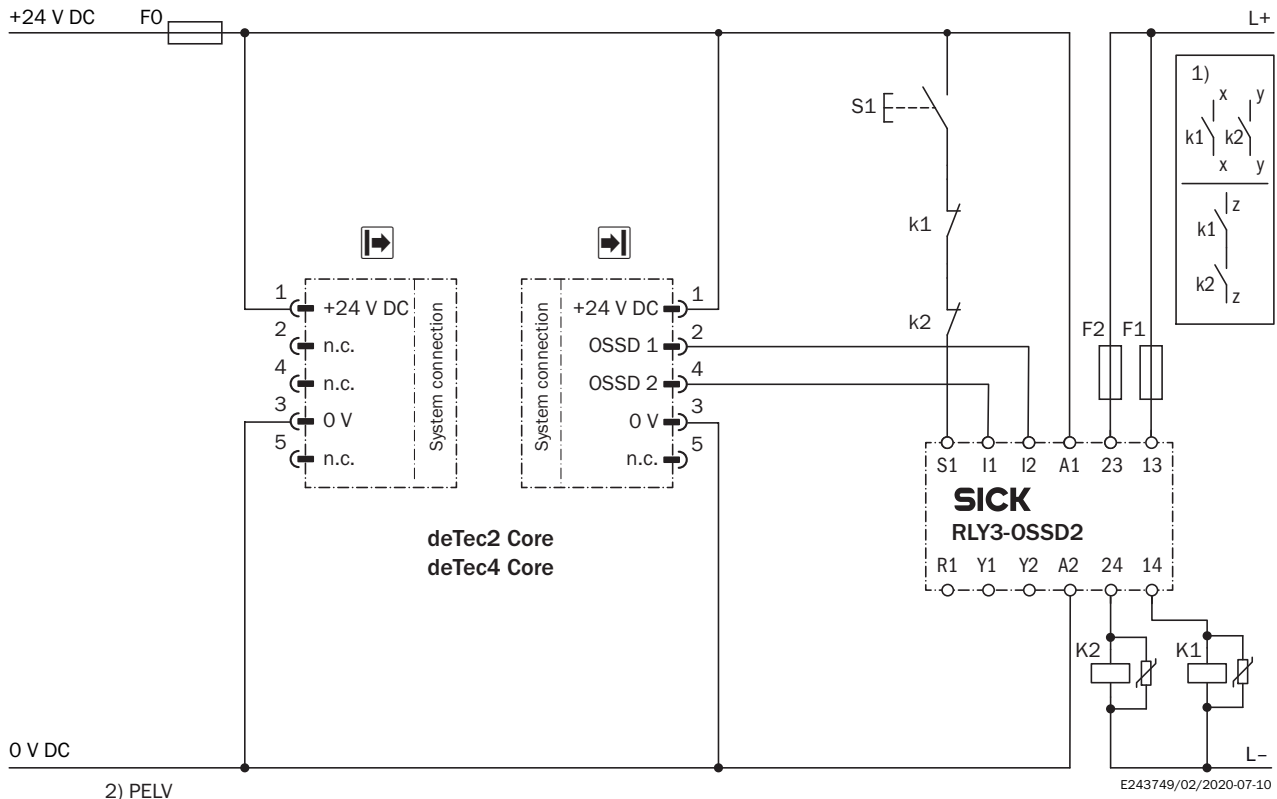 +24 V DC
F0
L+
1)
x
y
k1
k2
x
y
z
k1
k2
z
S1
k1
k2
F2
F1
1
+24 V DC
2
n.c.
4
n.c.
3
0 V
5
n.c.
System connection
System connection
+24 V DC
1
OSSD 1
2
OSSD 2
4
0 V
3
n.c.
5
deTec2 Core
deTec4 Core
S1
I1
I2
A1
23
13
SICK
RLY3-OSSD2
R1
Y1
Y2
A2
24
14
K2
K1
0 V DC
L–
2) PELV
E243749/02/2020-07-10